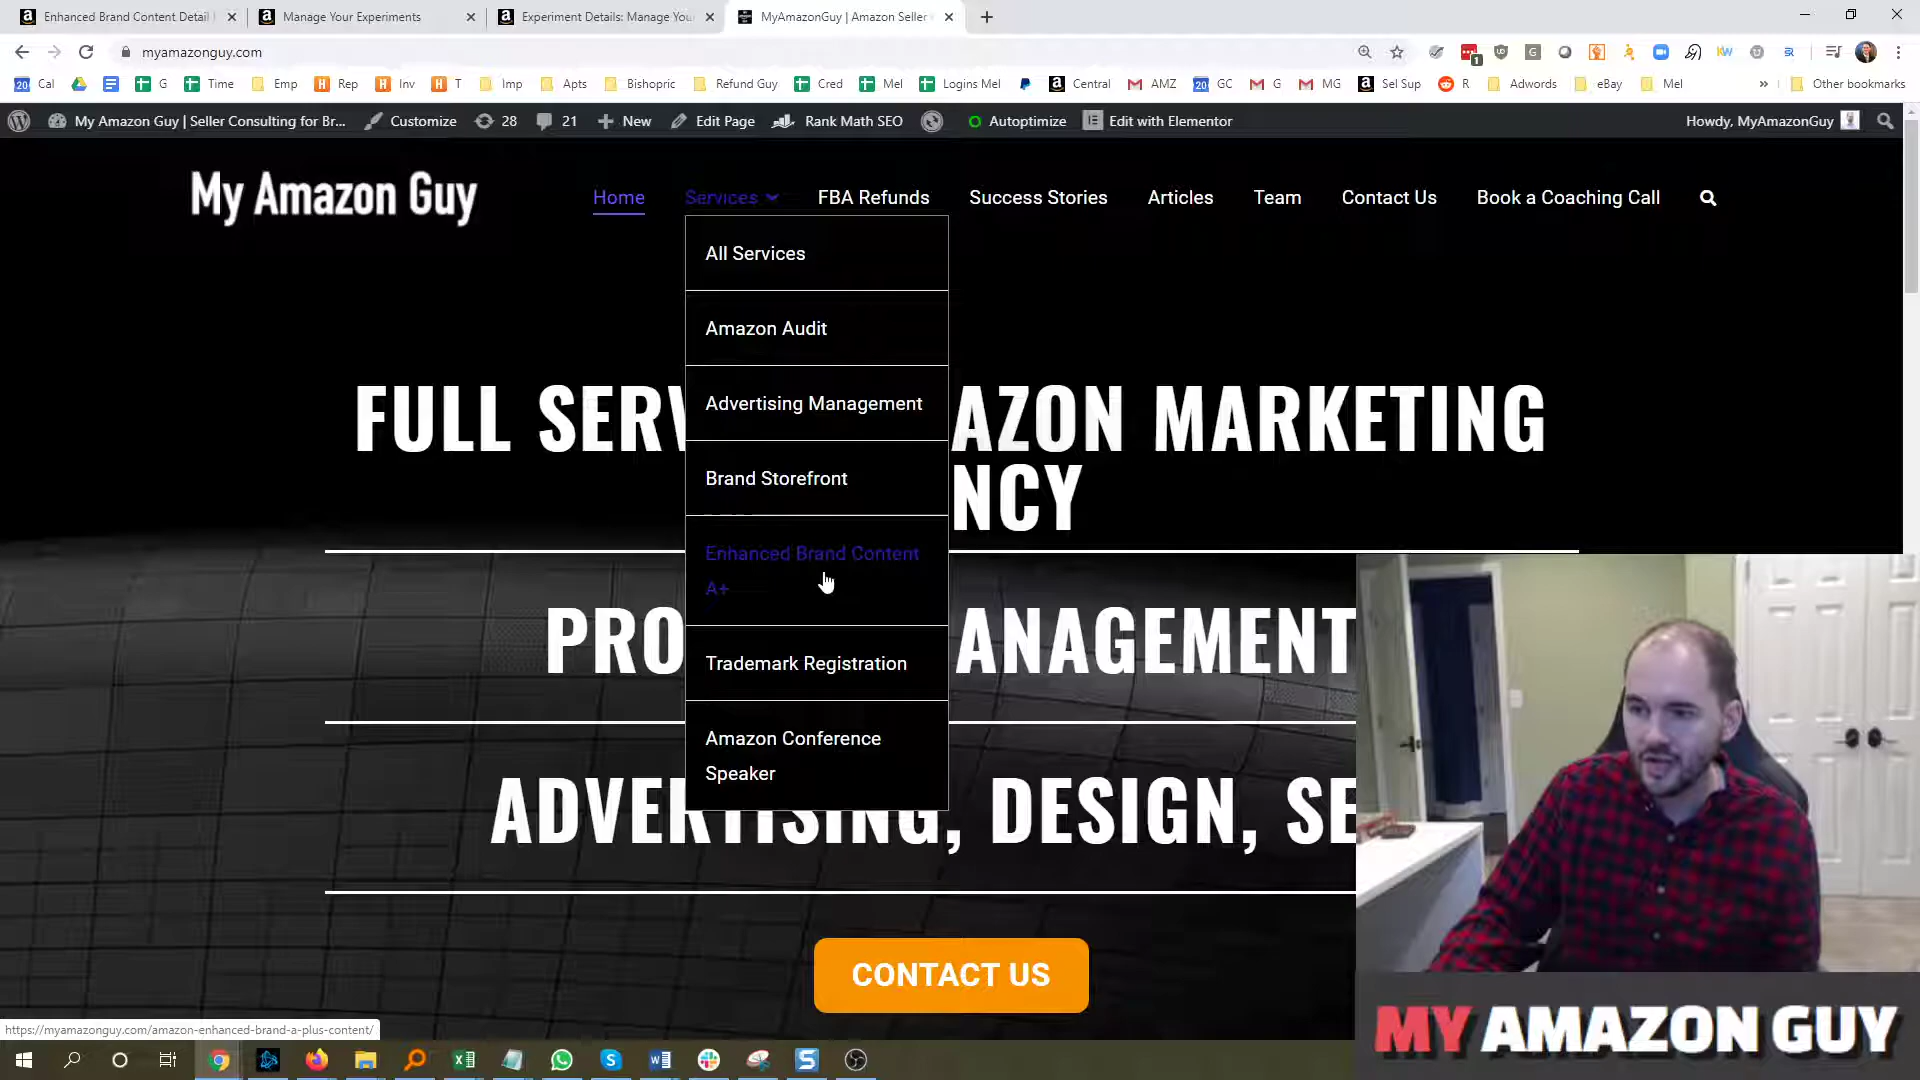 Enhanced Brand Content Detail
Manage Your Experiments
Experiment Details: Manage You
MyAmazonGuy | Amazon Seller
myamazonguy.com
20 Cal
G
Time
Emp
H Rep
H Inv
H T
Imp
Apts
Bishopric
Refund Guy
Cred
Mel
Logins Mel
Central
AMZ
20 GC
G
MG
Sel Sup
R
Adwords
eBay
Mel
»
Other bookmarks
My Amazon Guy | Seller Consulting for Br...
Customize
28
21
New
Edit Page
Rank Math SEO
Autoptimize
Edit with Elementor
Howdy, MyAmazonGuy
My Amazon Guy
Home
Services
FBA Refunds
Success Stories
Articles
Team
Contact Us
Book a Coaching Call
All Services
Amazon Audit
Advertising Management
Brand Storefront
Enhanced Brand Content
A+
Trademark Registration
Amazon Conference
Speaker
FULL SERV AZON MARKETING
NCY
PRO ANAGEMENT
ADVERTISING, DESIGN, SE
CONTACT US
https://myamazonguy.com/amazon-enhanced-brand-a-plus-content/
MY AMAZON GUY